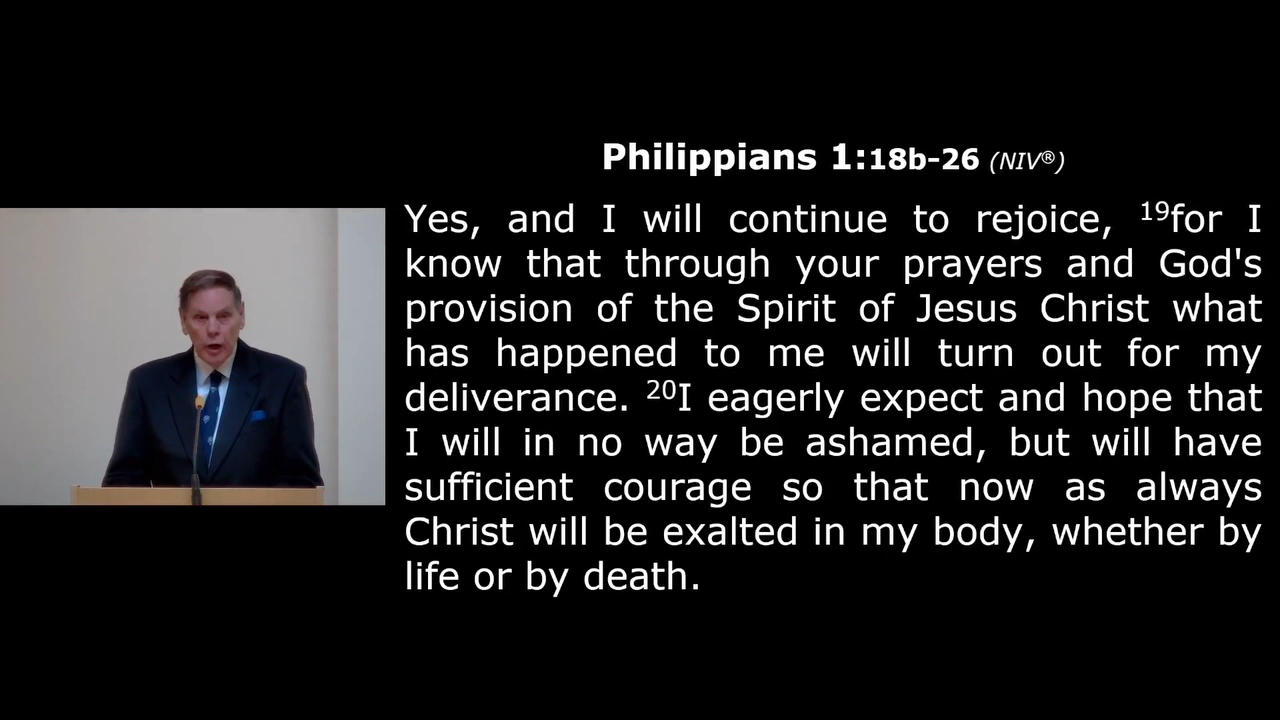 Philippians 1:18b-26 (NIV®)
Yes, and I will continue to rejoice, ¹⁹for I
know that through your prayers and God's
provision of the Spirit of Jesus Christ what
has happened to me will turn out for my
deliverance. ²⁰I eagerly expect and hope that
I will in no way be ashamed, but will have
sufficient courage so that now as always
Christ will be exalted in my body, whether by
life or by death.